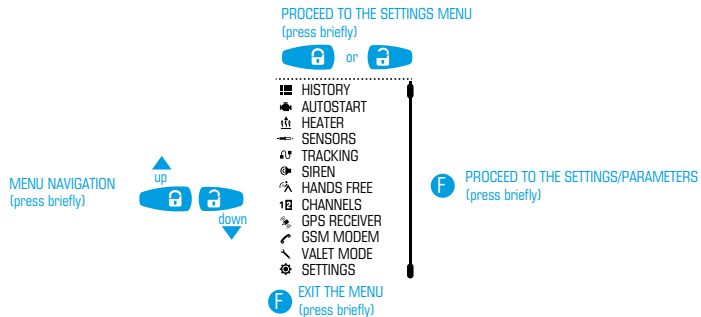 PROCEED TO THE SETTINGS MENU
(press briefly)
or
HISTORY
AUTOSTART
HEATER
SENSORS
TRACKING
SIREN
HANDS FREE
12 CHANNELS
GPS RECEIVER
GSM MODEM
VALET MODE
SETTINGS
up
MENU NAVIGATION
(press briefly)
down
F PROCEED TO THE SETTINGS/PARAMETERS
(press briefly)
F EXIT THE MENU
(press briefly)